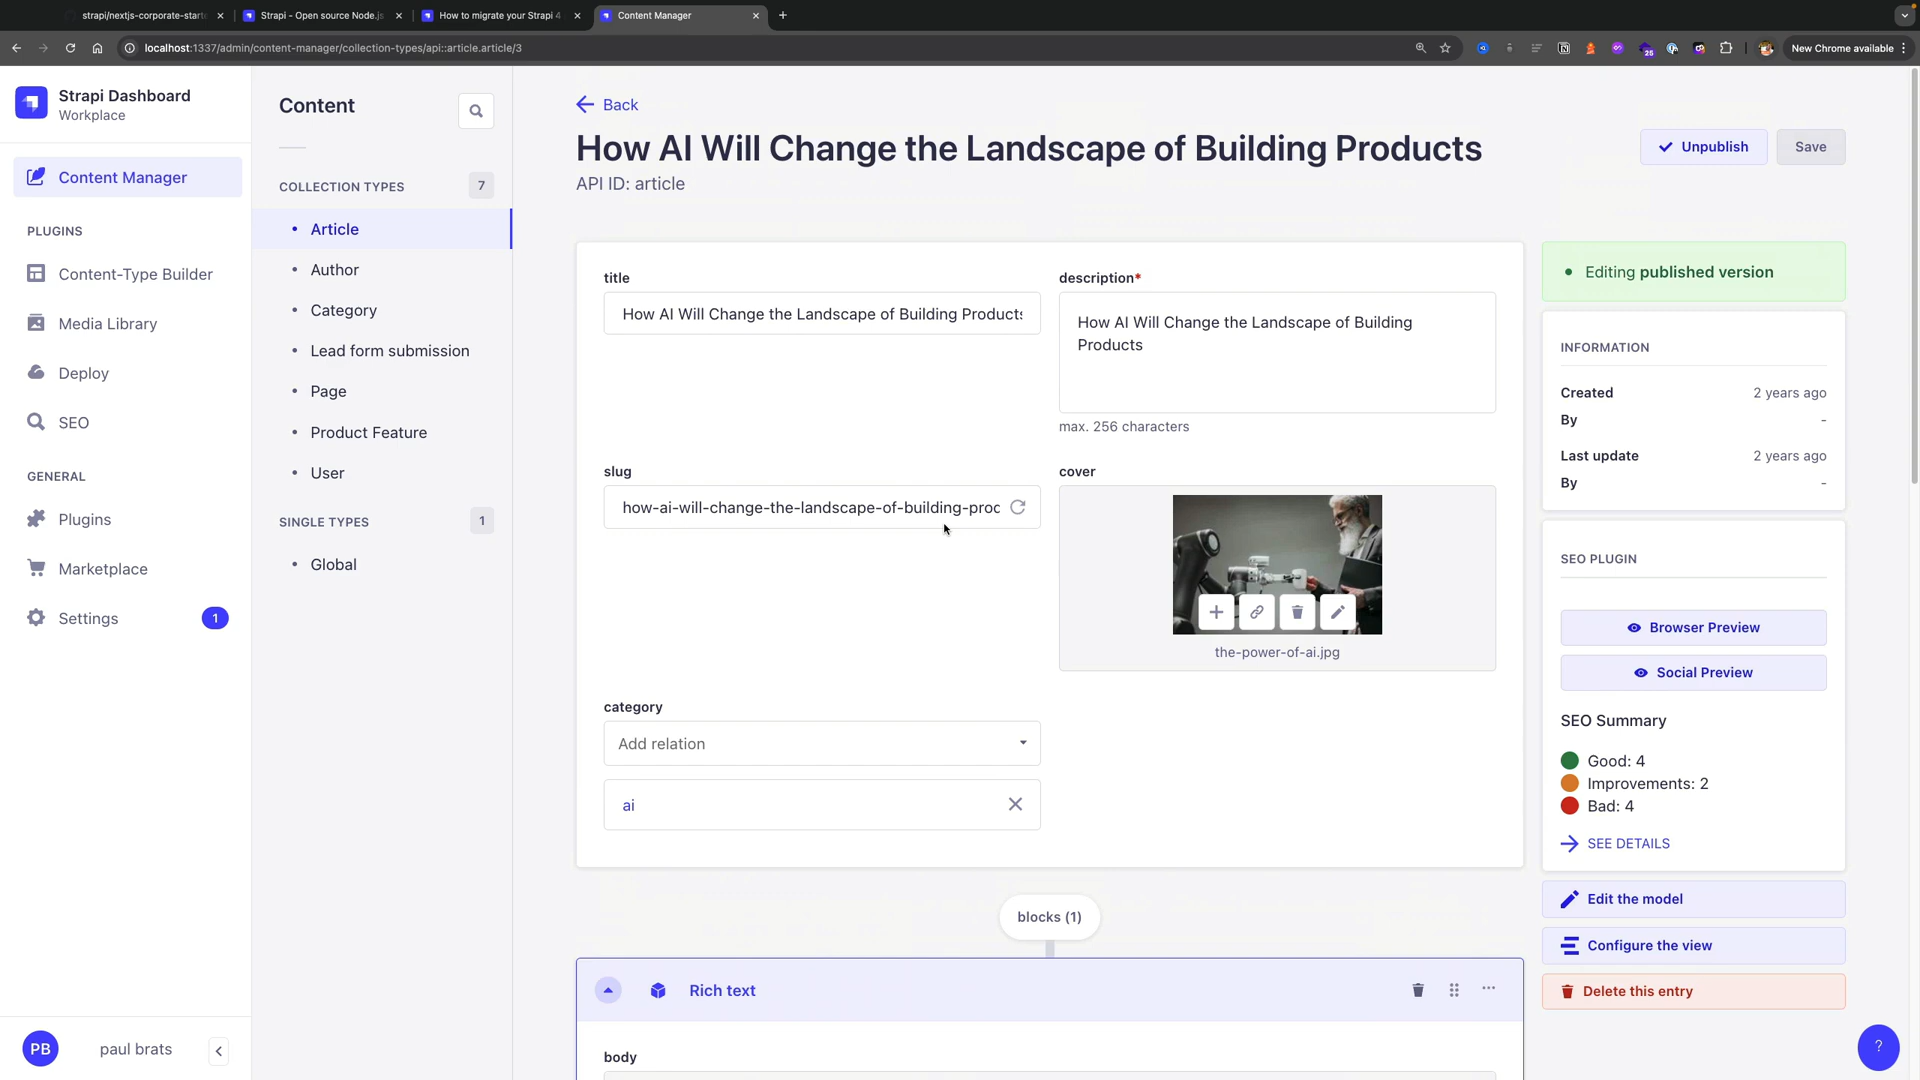 strapi/nextjs-corporate-starte
Strapi - Open source Node.js
How to migrate your Strapi 4
Content Manager
localhost:1337/admin/content-manager/collection-types/api::article.article/3
25
New Chrome available
Strapi Dashboard
Workplace
Content Manager
PLUGINS
Content-Type Builder
Media Library
Deploy
SEO
GENERAL
Plugins
Marketplace
Settings
1
PB
paul brats
Content
COLLECTION TYPES
7
Article
Author
Category
Lead form submission
Page
Product Feature
User
SINGLE TYPES
1
Global
Back
How AI Will Change the Landscape of Building Products
API ID: article
Unpublish
Save
title
How AI Will Change the Landscape of Building Products
description*
How AI Will Change the Landscape of Building
Products
max. 256 characters
slug
how-ai-will-change-the-landscape-of-building-proc
cover
the-power-of-ai.jpg
category
Add relation
ai
blocks (1)
Rich text
body
Editing published version
INFORMATION
Created
2 years ago
By
-
Last update
2 years ago
By
-
SEO PLUGIN
Browser Preview
Social Preview
SEO Summary
Good: 4
Improvements: 2
Bad: 4
SEE DETAILS
Edit the model
Configure the view
Delete this entry
?